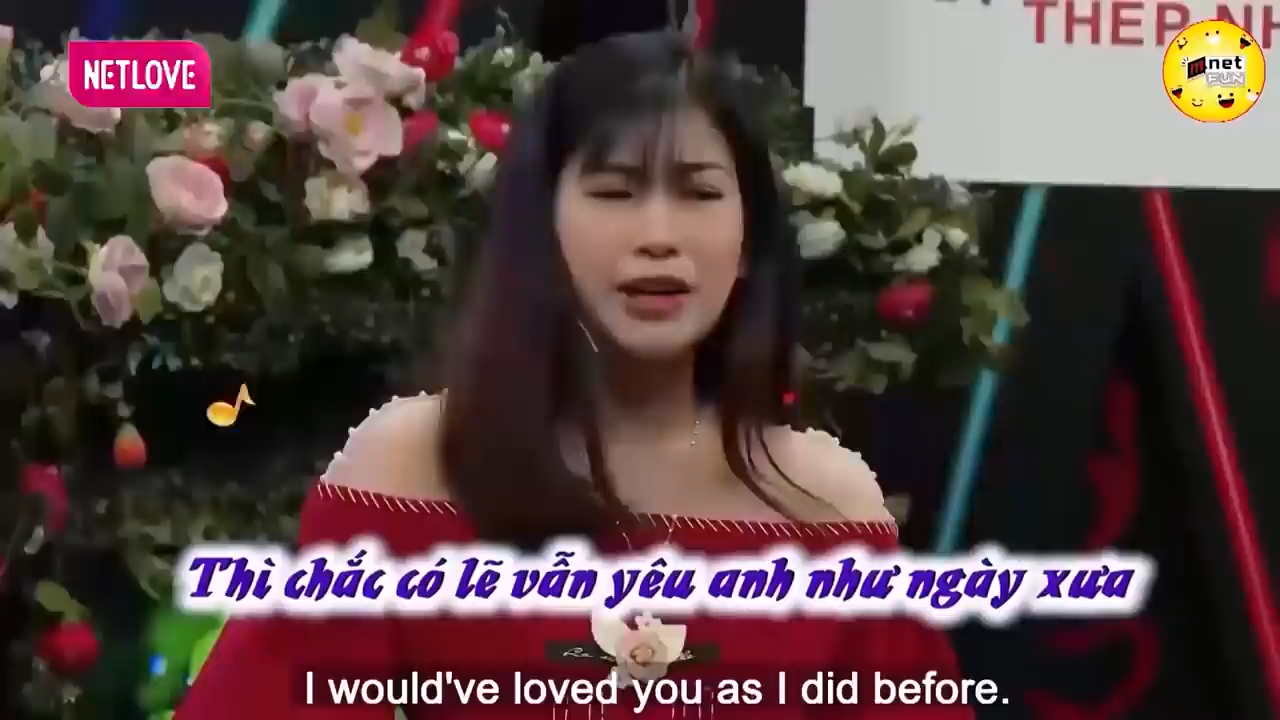 NETLOVE
THEP NH
mnet
FUN
Thì chắc có lẽ vẫn yêu anh như ngày xưa
I would've loved you as I did before.